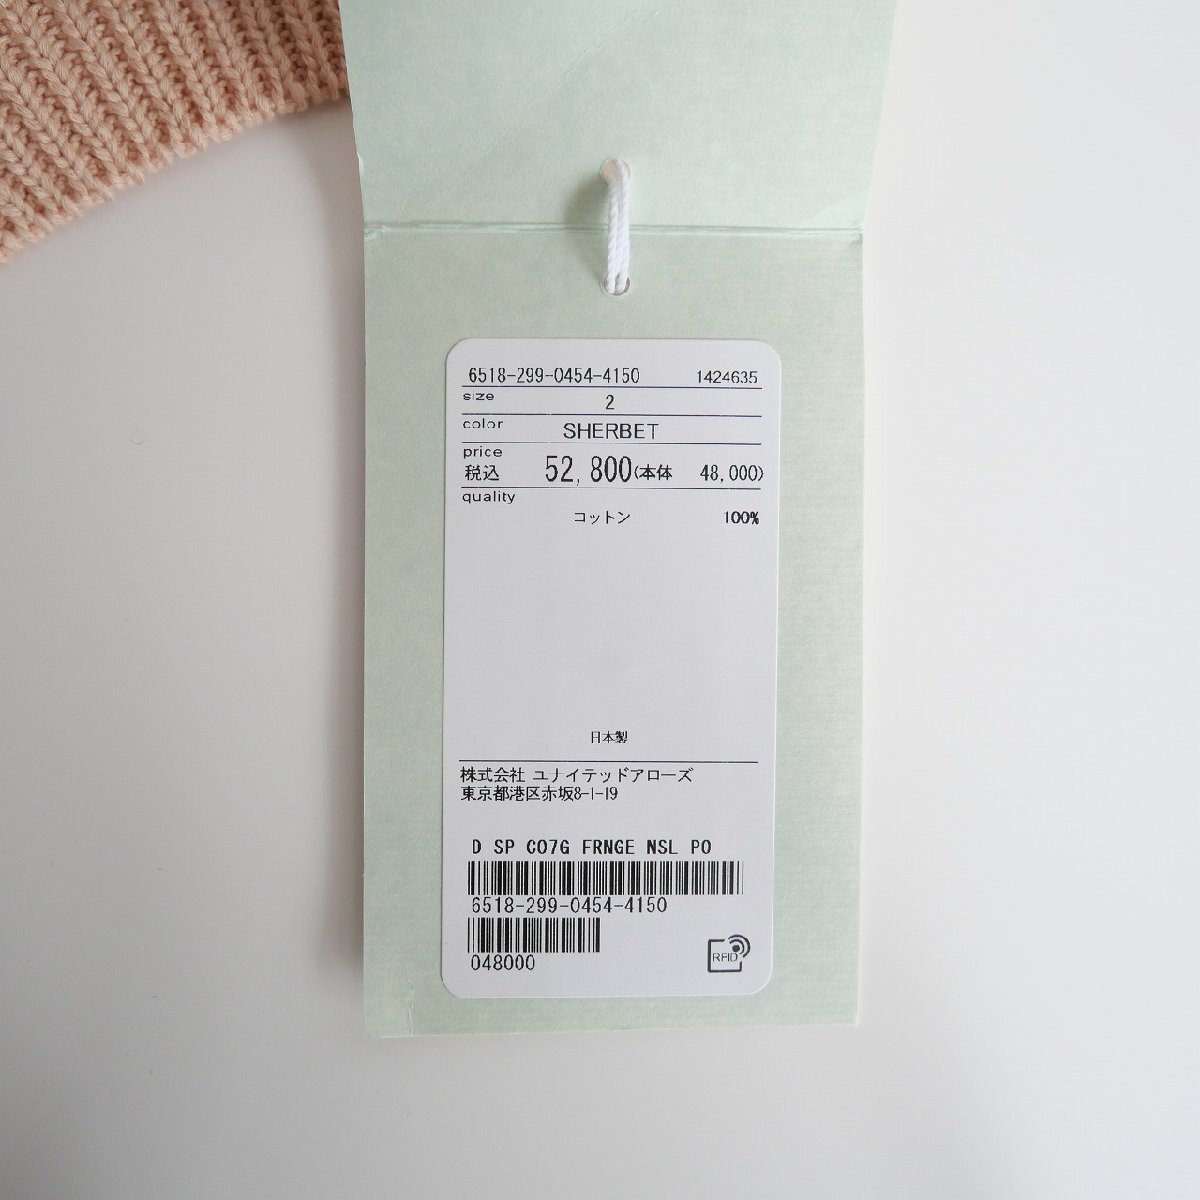 6518-299-0454-4150 1424635
size 2
color SHERBET
price
税込 52,800(本体 48,000)
quality
コットン 100%
日本製
株式会社 ユナイテッドアローズ
東京都港区赤坂8-1-19
D SP CO7G FRNGE NSL PO
6518-299-0454-4150
048000
RFID